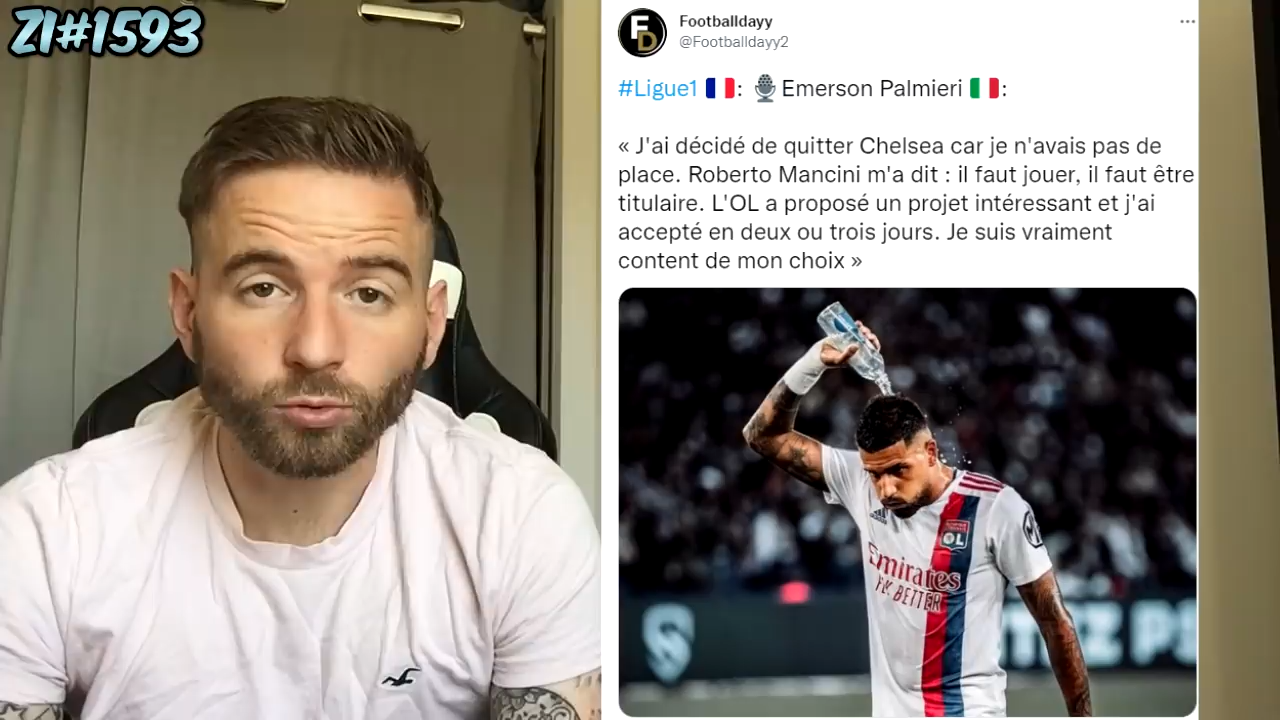 ZI#1593
Footballdayy
@Footballdayy2
#Ligue1 🇫🇷: 🎙️Emerson Palmieri 🇮🇹:
« J'ai décidé de quitter Chelsea car je n'avais pas de
place. Roberto Mancini m'a dit : il faut jouer, il faut être
titulaire. L'OL a proposé un projet intéressant et j'ai
accepté en deux ou trois jours. Je suis vraiment
content de mon choix »
OL
Emirates
FLY BETTER